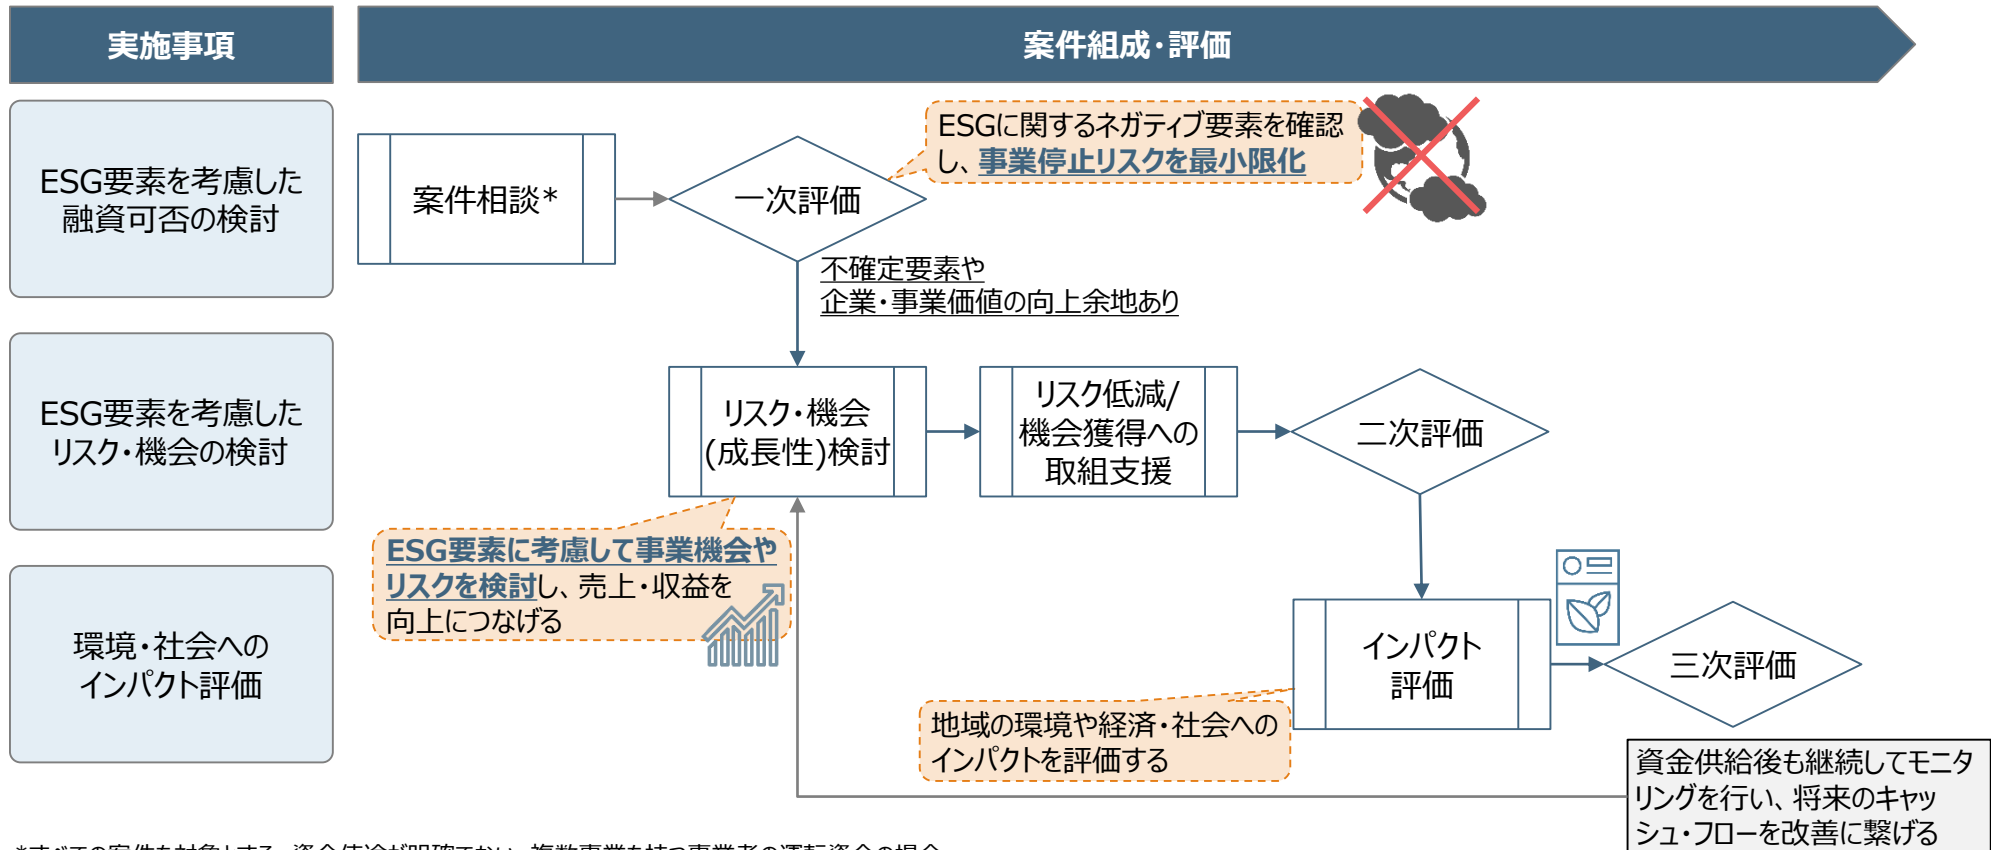 実施事項
案件組成・評価
ESG要素を考慮した
融資可否の検討
案件相談*
一次評価
ESGに関するネガティブ要素を確認
し、事業停止リスクを最小限化
不確定要素や
企業・事業価値の向上余地あり
ESG要素を考慮した
リスク・機会の検討
リスク・機会
(成長性)検討
リスク低減/
機会獲得への
取組支援
二次評価
ESG要素に考慮して事業機会や
リスクを検討し、売上・収益を
向上につなげる
環境・社会への
インパクト評価
インパクト
評価
三次評価
地域の環境や経済・社会への
インパクトを評価する
資金供給後も継続してモニタ
リングを行い、将来のキャッ
シュ・フローを改善に繋げる